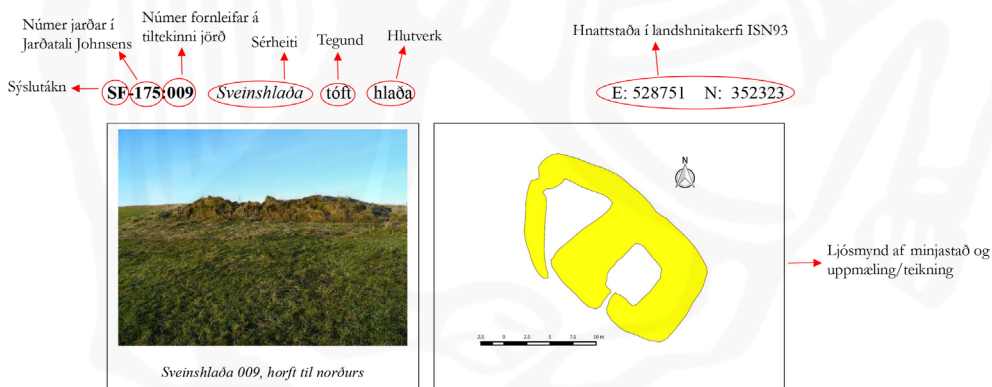 Númer jarðar í
Jarðatali Johnsens
Númer fornleifar á
tiltekinni jörð
Sérheiti
Tegund
Hlutverk
Hnattstaða í landshnitakerfi ISN93
Sýslutákn
SF-175:009 Sveinshlaða tóft hlaða E: 528751 N: 352323
N
2,5 0 2,5 5 7,5 10 m
Ljósmynd af minjastað og
uppmæling/teikning
Sveinshlaða 009, horft til norðurs